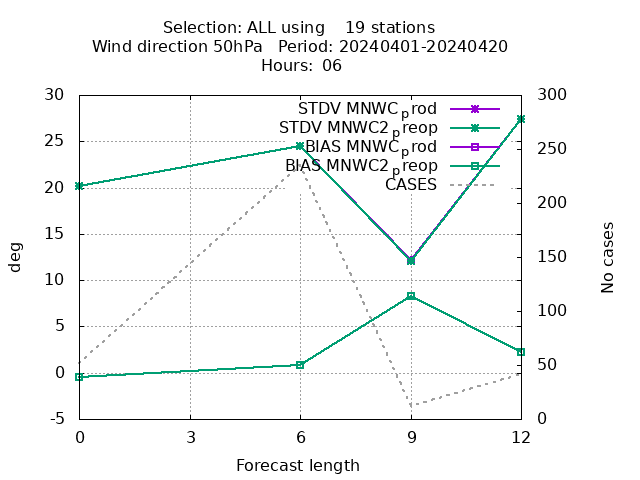 Selection: ALL using 19 stations
Wind direction 50hPa Period: 20240401-20240420
Hours: 06
STDV MNWC_prod
STDV MNWC2_preop
BIAS MNWC_prod
BIAS MNWC2_preop
CASES
30
25
20
15
10
5
0
-5
300
250
200
150
100
50
0
deg
No cases
0 3 6 9 12
Forecast length